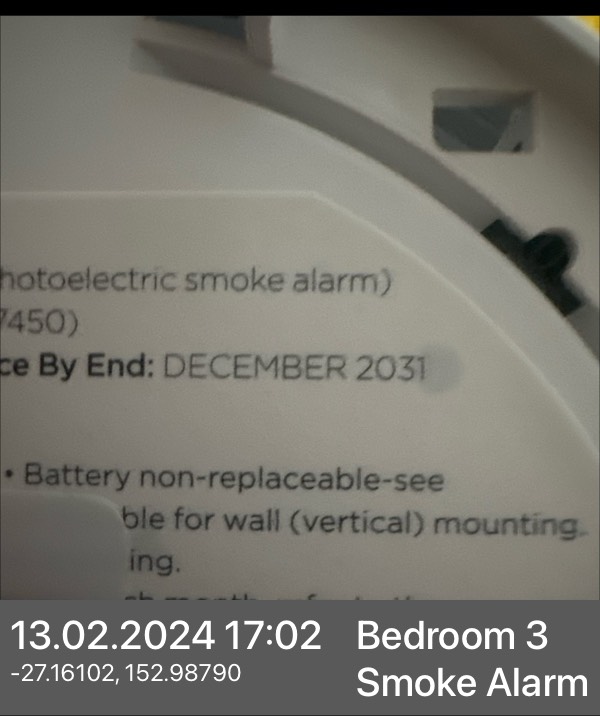 hotoelectric smoke alarm)
7450)
ce By End: DECEMBER 2031
• Battery non-replaceable-see
ble for wall (vertical) mounting.
ing.
13.02.2024 17:02
-27.16102, 152.98790
Bedroom 3
Smoke Alarm